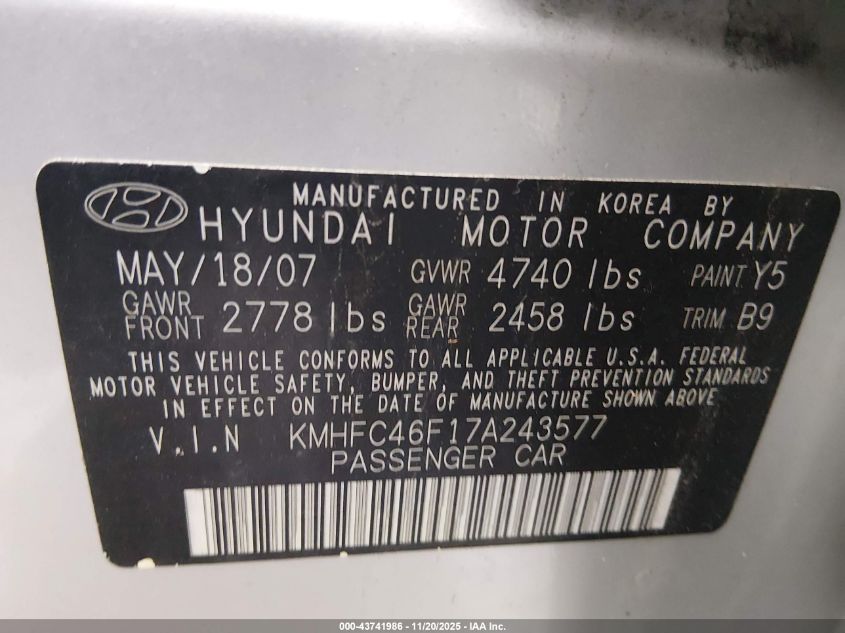 MANUFACTURED IN KOREA BY
HYUNDAI MOTOR COMPANY
MAY/18/07 GVWR 4740 lbs PAINT Y5
GAWR FRONT 2778 lbs GAWR REAR 2458 lbs TRIM B9
THIS VEHICLE CONFORMS TO ALL APPLICABLE U.S.A. FEDERAL
MOTOR VEHICLE SAFETY, BUMPER, AND THEFT PREVENTION STANDARDS
IN EFFECT ON THE DATE OF MANUFACTURE SHOWN ABOVE
V.I.N KMHFC46F17A243577
PASSENGER CAR
000-43741986 - 11/20/2025 - IAA Inc.